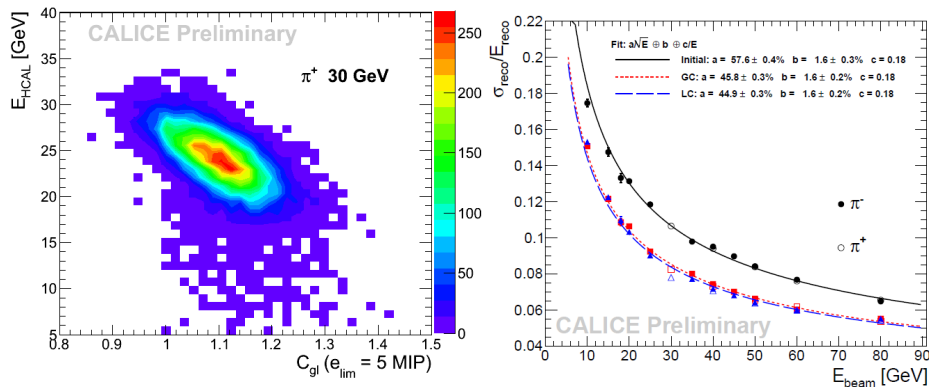 CALICE Preliminary
π+ 30 GeV
E_HCAL [GeV]
35
30
25
20
15
10
5
0.8 0.9 1 1.1 1.2 1.3 1.4 1.5
C_gl (e_lim = 5 MIP)
250
200
150
100
50
0
σ_reco/E_reco
0.22
0.2
0.18
0.16
0.14
0.12
0.1
0.08
0.06
0.04
Fit: a√E ⊕ b ⊕ c/E
Initial: a = 57.6 ± 0.4% b = 1.6 ± 0.3% c = 0.18
GC: a = 45.8 ± 0.3% b = 1.6 ± 0.2% c = 0.18
LC: a = 44.9 ± 0.3% b = 1.6 ± 0.2% c = 0.18
π-
π+
CALICE Preliminary
0 10 20 30 40 50 60 70 80 90
E_beam [GeV]